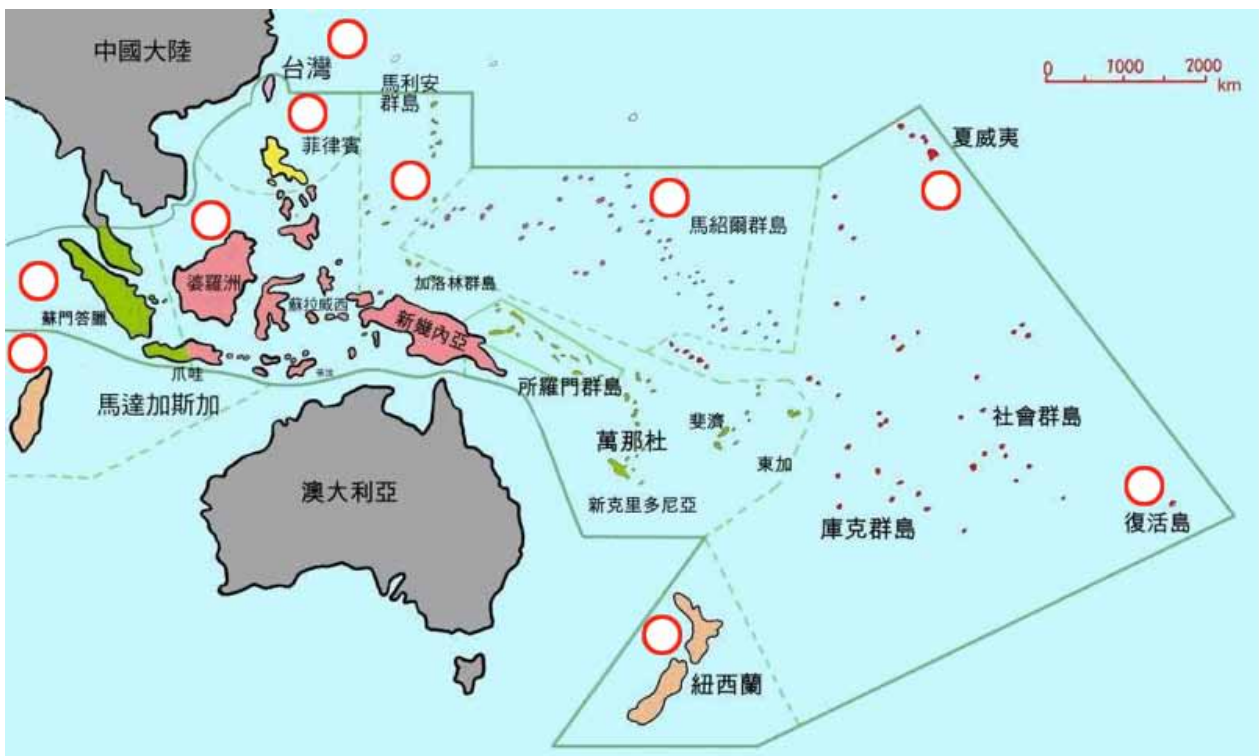 中國大陸
台灣
馬利安
群島
0 1000 2000
km
菲律賓
夏威夷
馬紹爾群島
婆羅洲
加洛林群島
蘇拉威西
蘇門答臘
新幾內亞
爪哇
所羅門群島
馬達加斯加
社會群島
斐濟
萬那杜
東加
澳大利亞
新克里多尼亞
庫克群島
復活島
紐西蘭